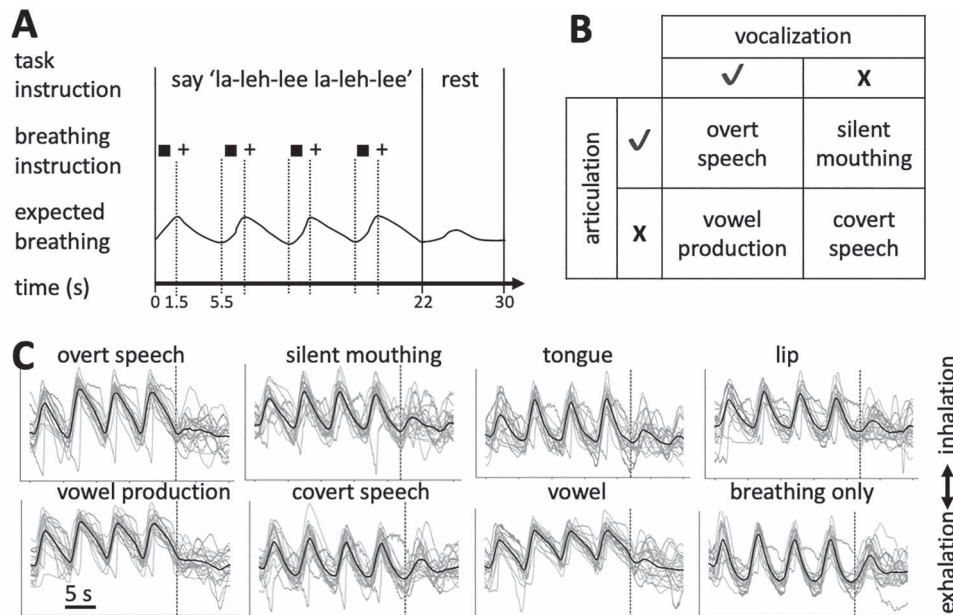 A
task
instruction
say 'la-leh-lee la-leh-lee'
rest
breathing
instruction
■ + ■ + ■ + ■ +
expected
breathing
time (s)
0 1.5 5.5 22 30
B
vocalization
✓ X
articulation
✓
overt
speech
silent
mouthing
X
vowel
production
covert
speech
C
overt speech silent mouthing tongue lip
vowel production covert speech vowel breathing only
5 s
exhalation ↔ inhalation